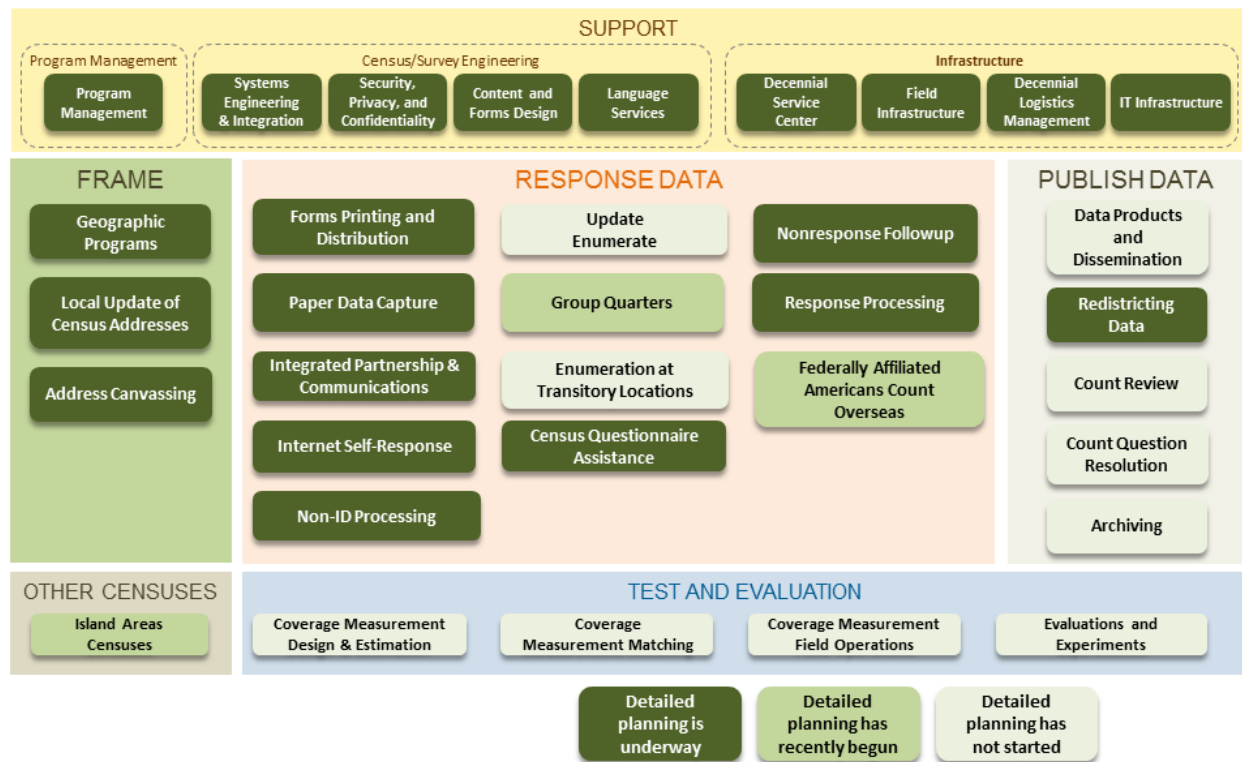 SUPPORT
Program Management
Program
Management
Census/Survey Engineering
Systems
Engineering
& Integration
Security,
Privacy, and
Confidentiality
Content and
Forms Design
Language
Services
Infrastructure
Decennial
Service
Center
Field
Infrastructure
Decennial
Logistics
Management
IT Infrastructure
FRAME
Geographic
Programs
Local Update of
Census Addresses
Address Canvassing
RESPONSE DATA
Forms Printing and
Distribution
Paper Data Capture
Integrated Partnership &
Communications
Internet Self-Response
Non-ID Processing
Update
Enumerate
Group Quarters
Enumeration at
Transitory Locations
Census Questionnaire
Assistance
Nonresponse Followup
Response Processing
Federally Affiliated
Americans Count
Overseas
PUBLISH DATA
Data Products
and
Dissemination
Redistricting
Data
Count Review
Count Question
Resolution
Archiving
OTHER CENSUSES
Island Areas
Censuses
TEST AND EVALUATION
Coverage Measurement
Design & Estimation
Coverage
Measurement Matching
Coverage Measurement
Field Operations
Evaluations and
Experiments
Detailed
planning is
underway
Detailed
planning has
recently begun
Detailed
planning has
not started